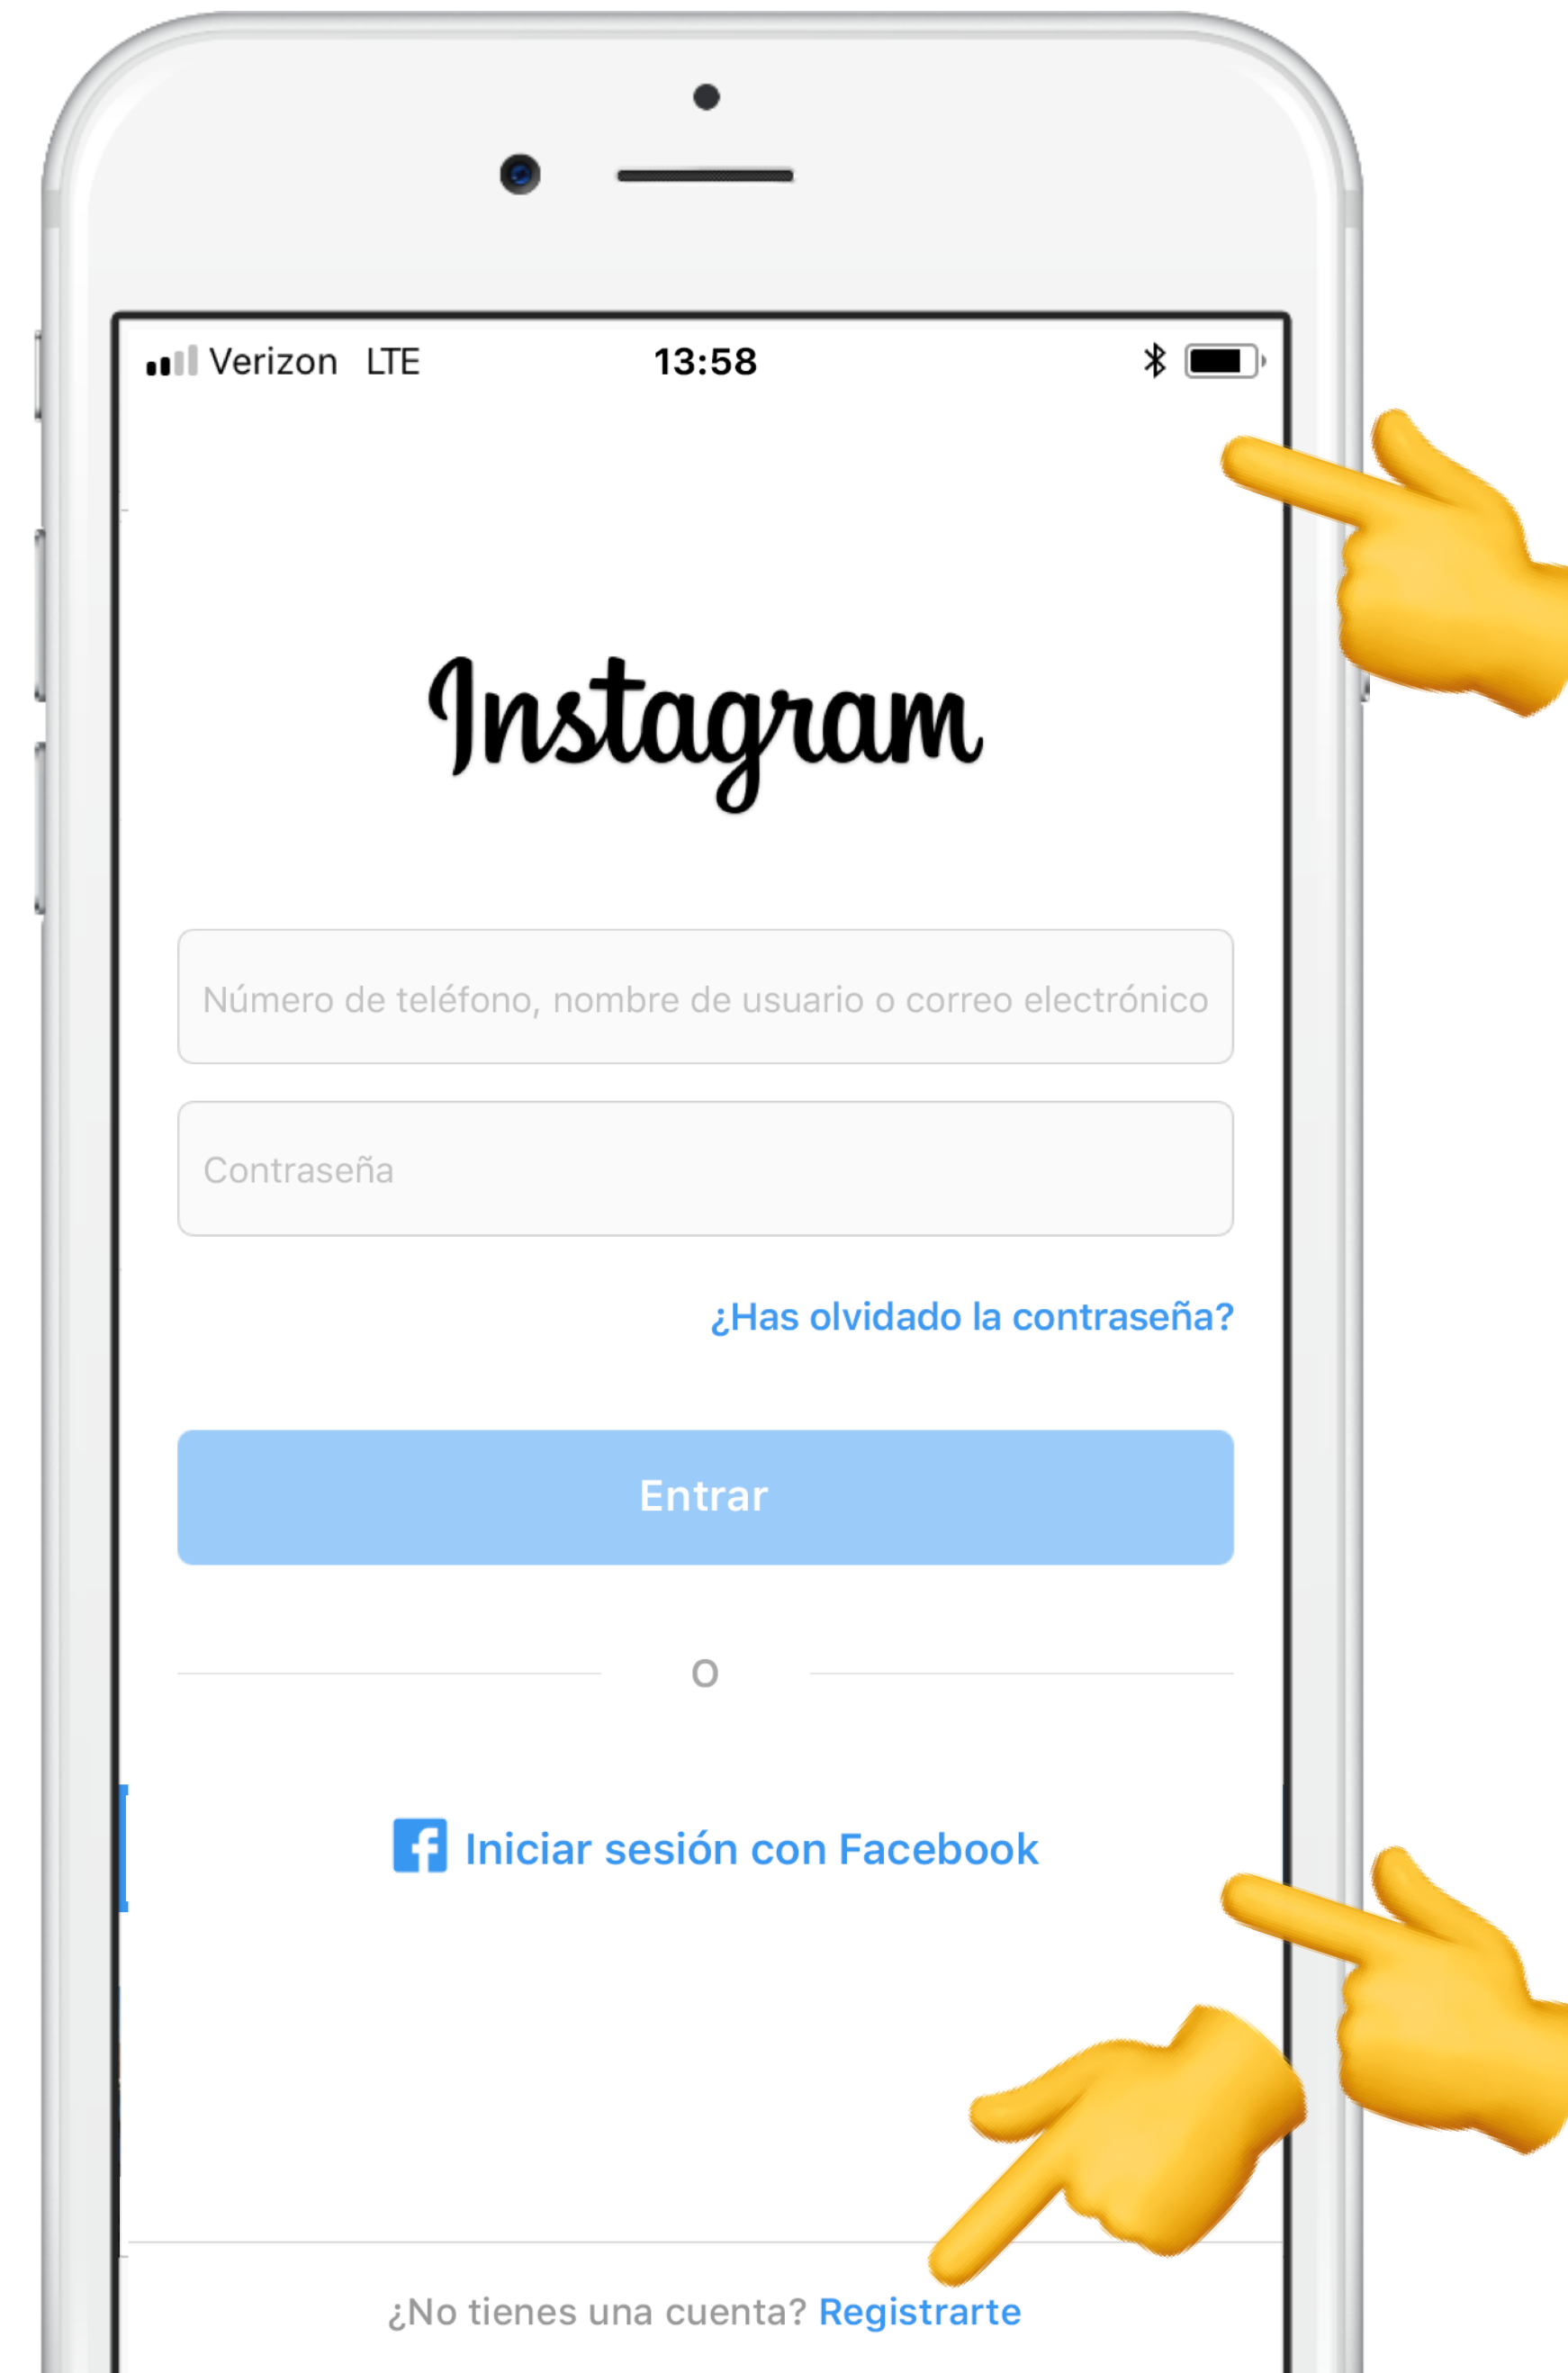 Verizon LTE 13:58
Instagram
Número de teléfono, nombre de usuario o correo electrónico
Contraseña
¿Has olvidado la contraseña?
Entrar
O
Iniciar sesión con Facebook
¿No tienes una cuenta? Registrarte